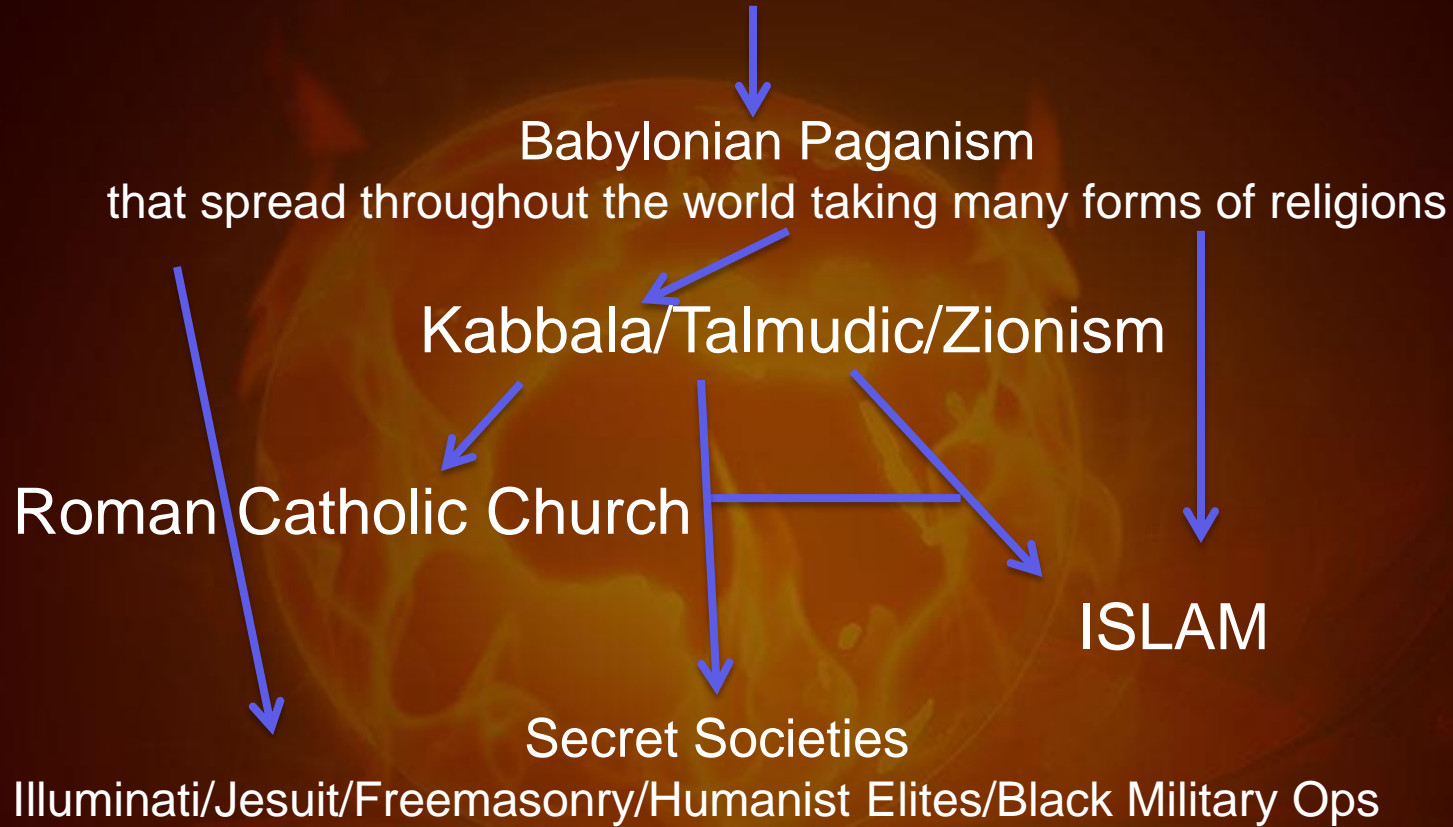 Babylonian Paganism
that spread throughout the world taking many forms of religions
Kabbala/Talmudic/Zionism
Roman Catholic Church
ISLAM
Secret Societies
Illuminati/Jesuit/Freemasonry/Humanist Elites/Black Military Ops